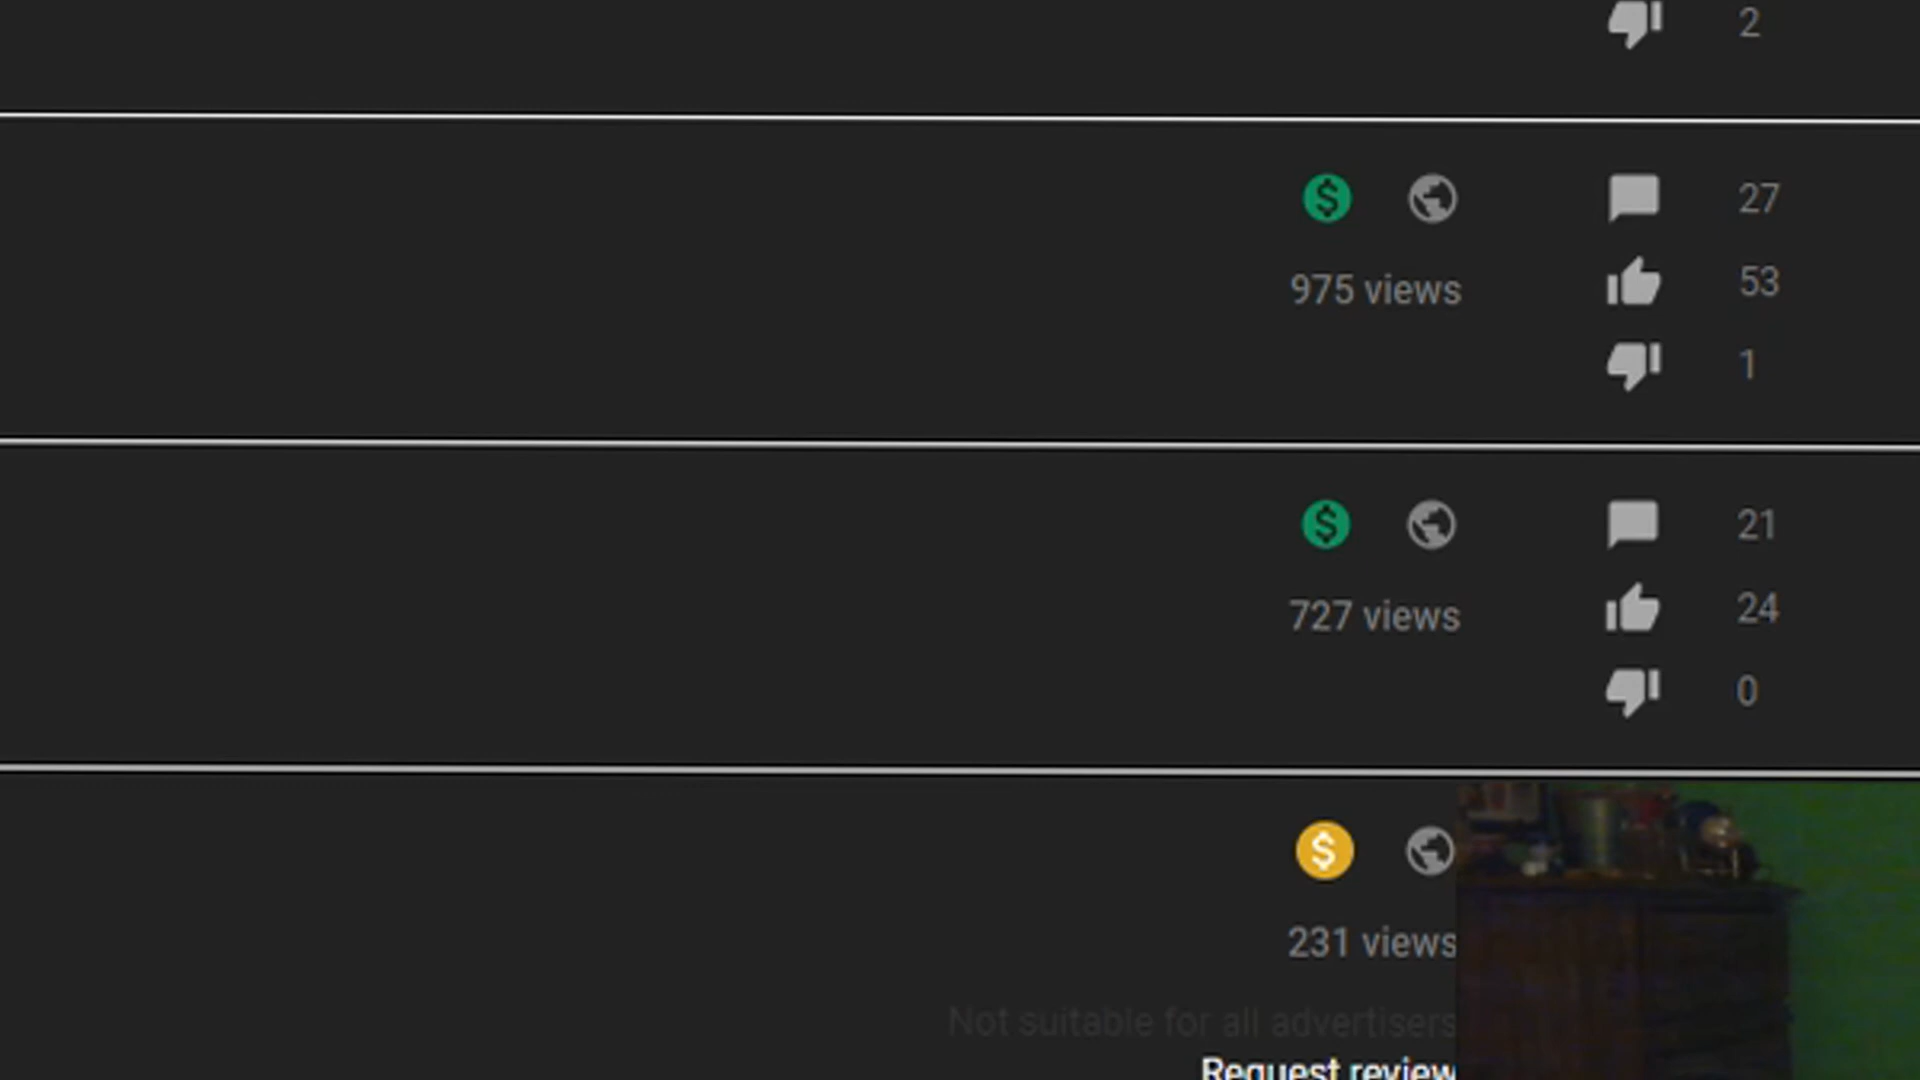 2
27
975 views
53
1
21
727 views
24
0
231 views
Not suitable for all advertisers
Request review